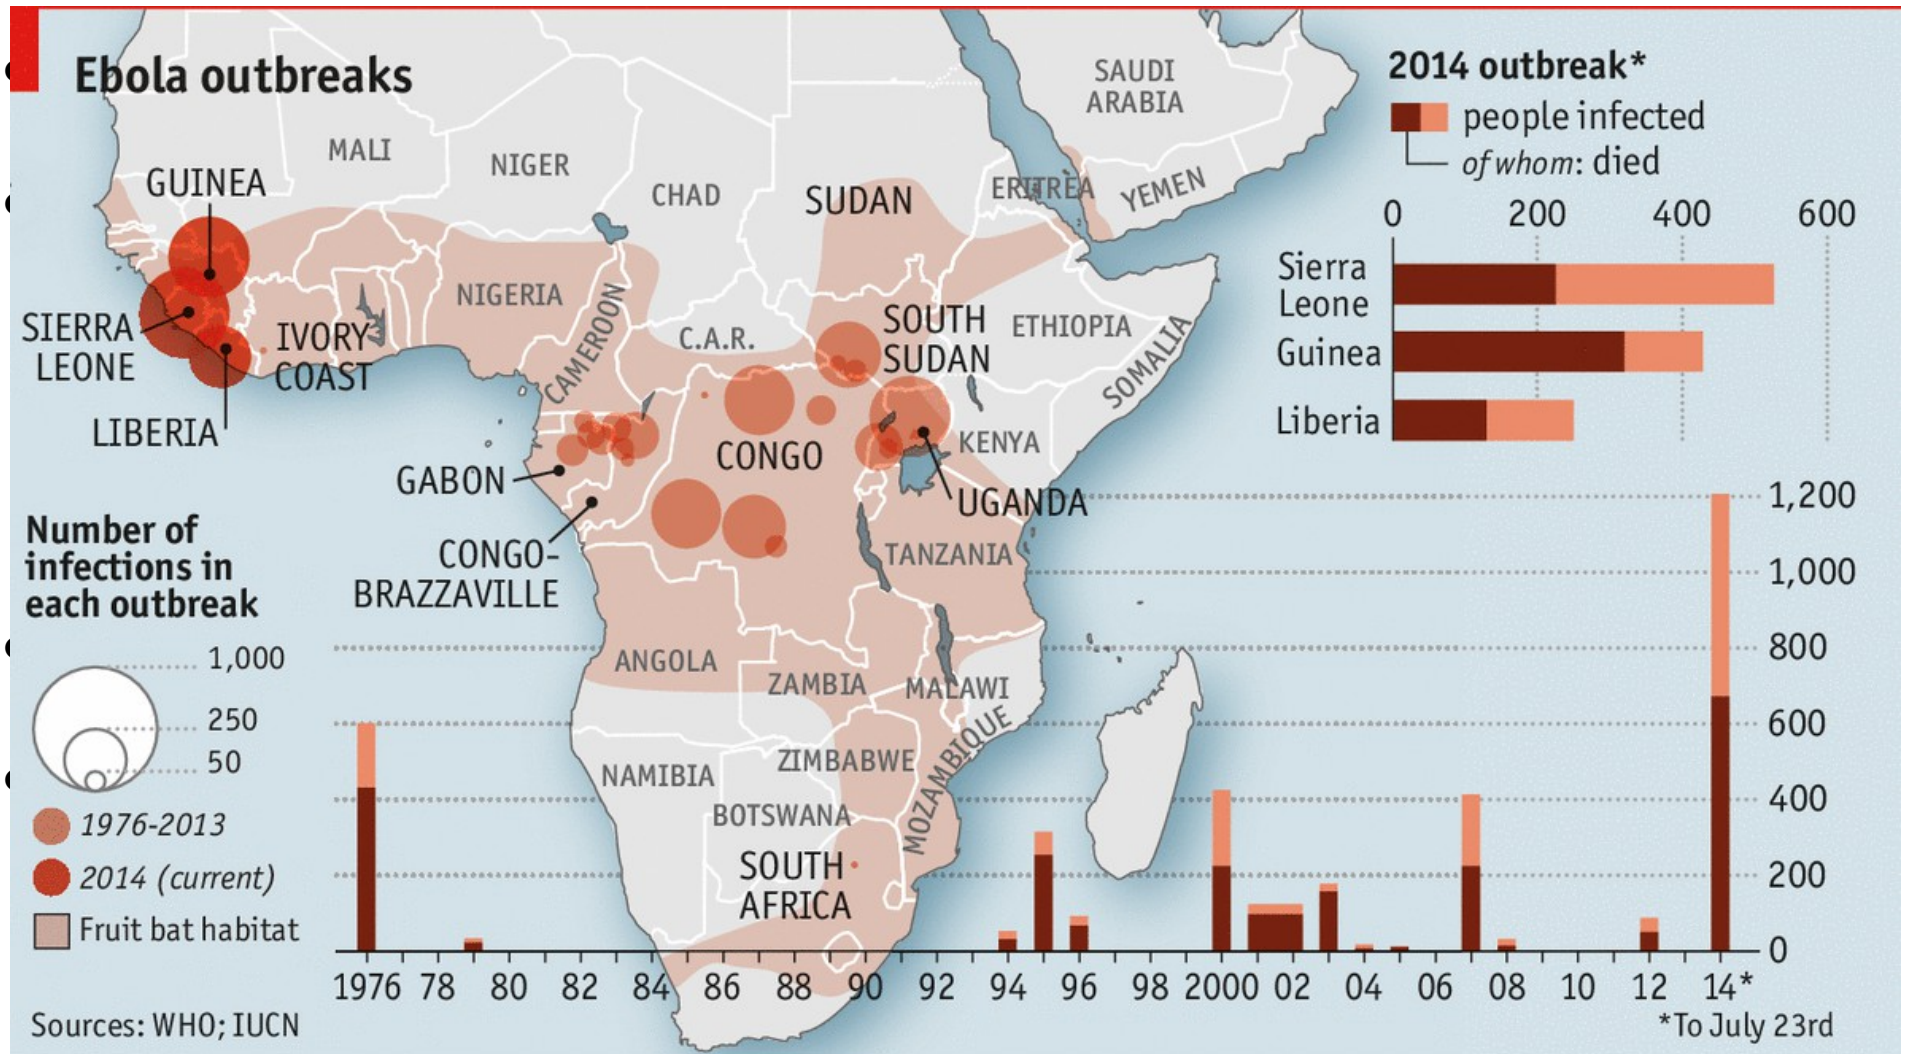 Ebola outbreaks
MALI
NIGER
CHAD
SUDAN
ERITREA
SAUDI
ARABIA
YEMEN
GUINEA
SIERRA
LEONE
LIBERIA
IVORY
COAST
NIGERIA
CAMEROON
C.A.R.
SOUTH
SUDAN
ETHIOPIA
SOMALIA
CONGO
KENYA
UGANDA
GABON
CONGO-
BRAZZAVILLE
TANZANIA
ANGOLA
ZAMBIA
MALAWI
MOZAMBIQUE
ZIMBABWE
NAMIBIA
BOTSWANA
SOUTH
AFRICA
2014 outbreak*
people infected
of whom: died
0 200 400 600
Sierra
Leone
Guinea
Liberia
Number of
infections in
each outbreak
1,000
250
50
1976-2013
2014 (current)
Fruit bat habitat
1,200
1,000
800
600
400
200
0
1976 78 80 82 84 86 88 90 92 94 96 98 2000 02 04 06 08 10 12 14*
Sources: WHO; IUCN
*To July 23rd